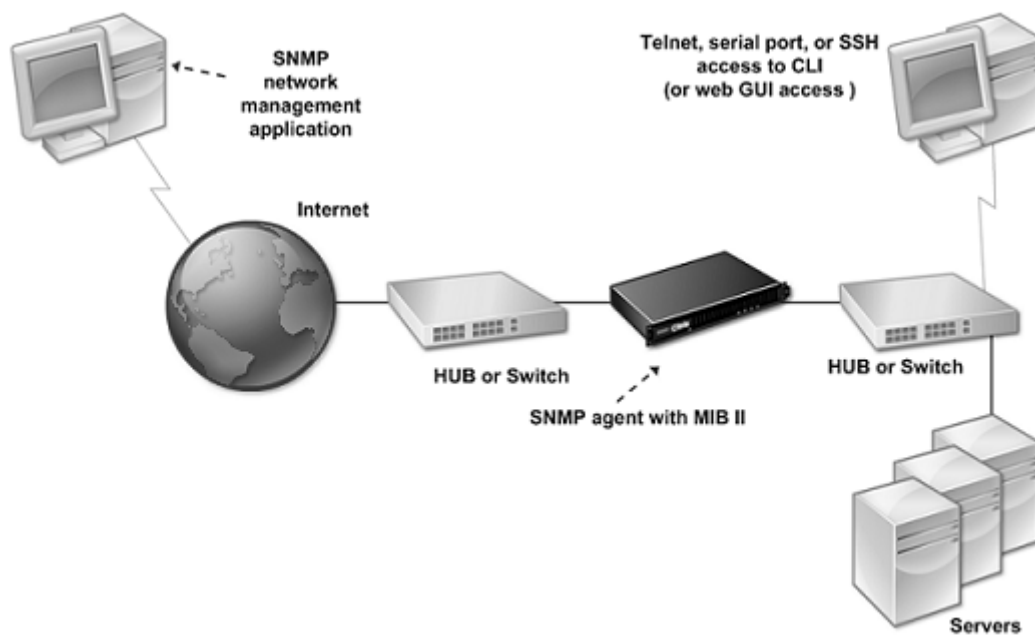 SNMP
network
management
application
Telnet, serial port, or SSH
access to CLI
(or web GUI access )
Internet
HUB or Switch
HUB or Switch
SNMP agent with MIB II
Servers